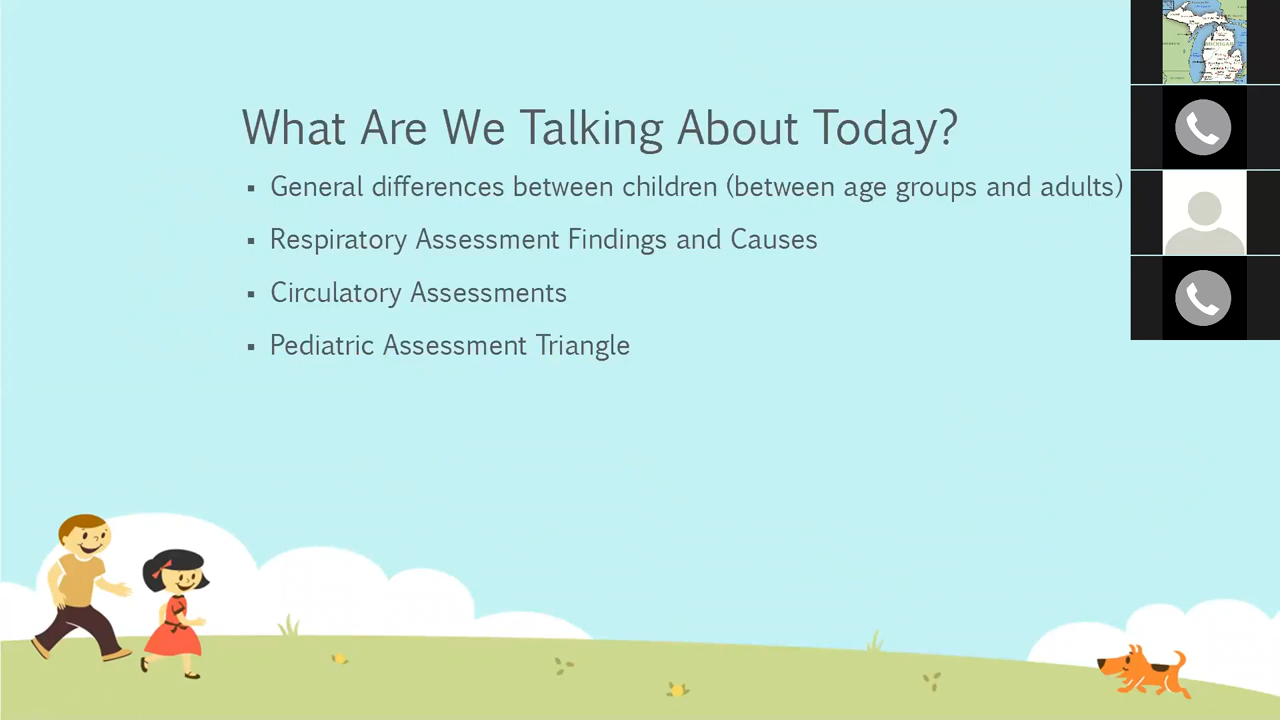 What Are We Talking About Today?
▪ General differences between children (between age groups and adults)
▪ Respiratory Assessment Findings and Causes
▪ Circulatory Assessments
▪ Pediatric Assessment Triangle
MICHIGAN